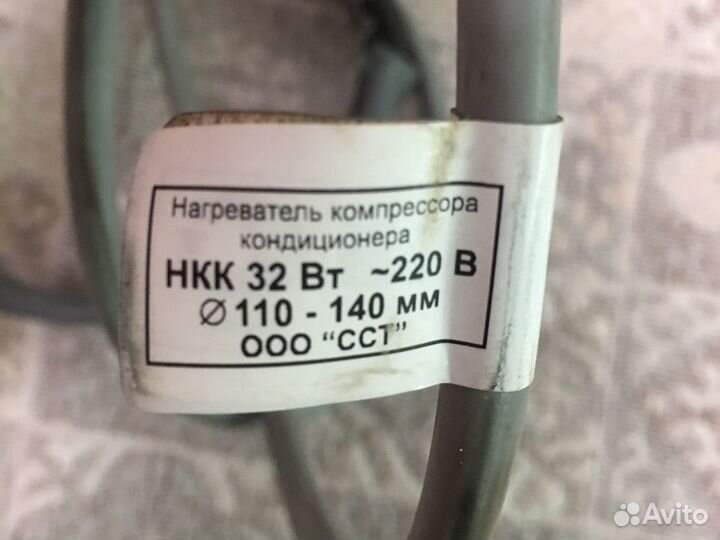 Нагреватель компрессора
кондиционера
НКК 32 Вт ~220 В
Ø 110 - 140 мм
ООО “ССТ”
Avito